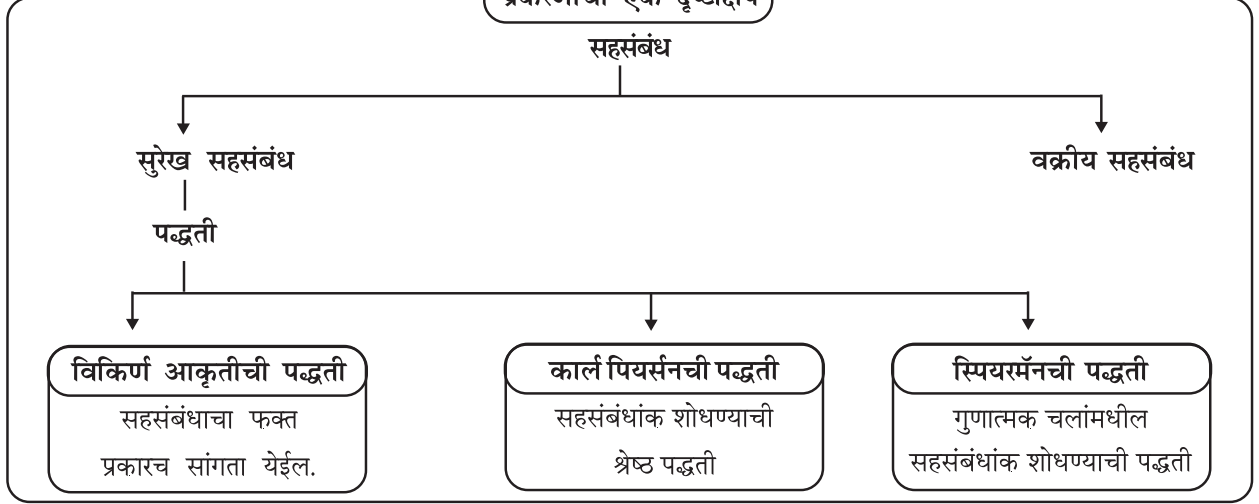 सहसंबंध
सुरेख सहसंबंध
वक्रीय सहसंबंध
पद्धती
विकिर्ण आकृतीची पद्धती
सहसंबंधाचा फक्त
प्रकारच सांगता येईल.
कार्ल पियर्सनची पद्धती
सहसंबंधांक शोधण्याची
श्रेष्ठ पद्धती
स्पियरमॅनची पद्धती
गुणात्मक चलांमधील
सहसंबंधांक शोधण्याची पद्धती